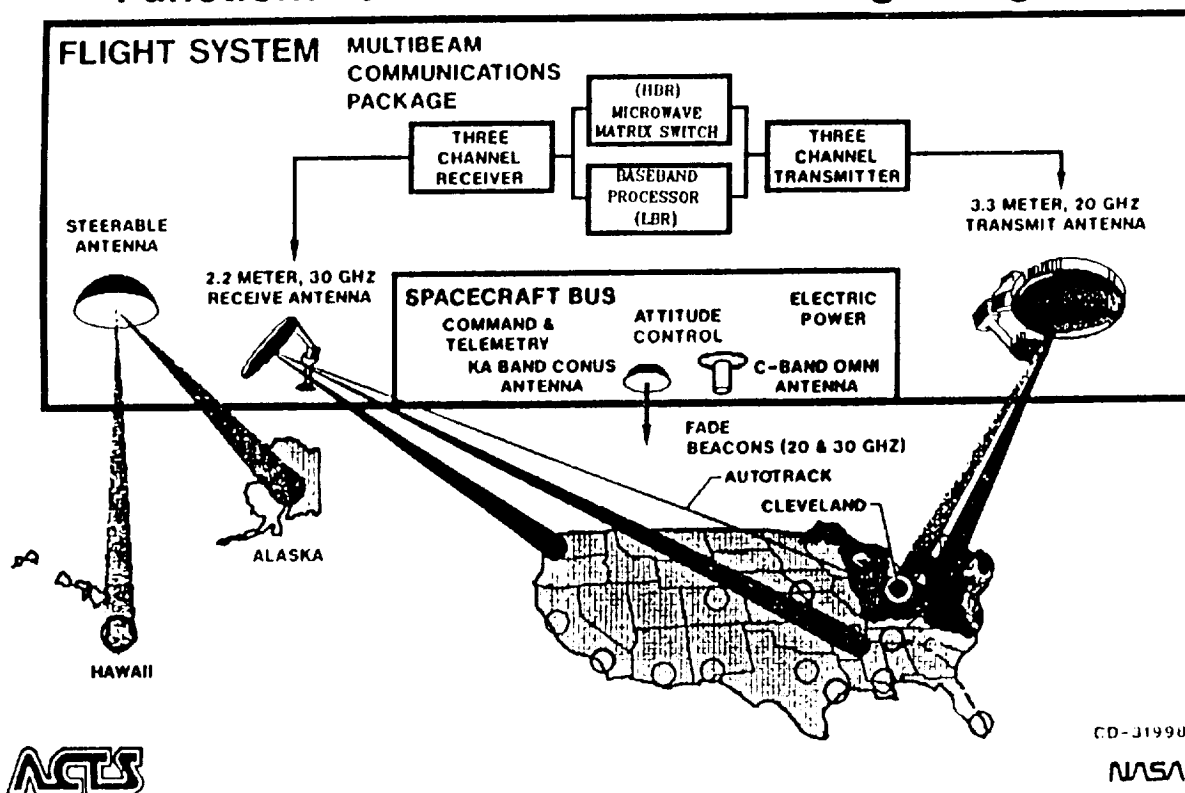 FLIGHT SYSTEM
MULTIBEAM
COMMUNICATIONS
PACKAGE
(HBR)
MICROWAVE
MATRIX SWITCH
THREE
CHANNEL
RECEIVER
BASEBAND
PROCESSOR
(LBR)
THREE
CHANNEL
TRANSMITTER
STEERABLE
ANTENNA
2.2 METER, 30 GHZ
RECEIVE ANTENNA
3.3 METER, 20 GHZ
TRANSMIT ANTENNA
SPACECRAFT BUS
COMMAND &
TELEMETRY
ATTITUDE
CONTROL
ELECTRIC
POWER
KA BAND CONUS
ANTENNA
C-BAND OMNI
ANTENNA
FADE
BEACONS (20 & 30 GHZ)
AUTOTRACK
CLEVELAND
ALASKA
HAWAII
ACTS
CD-31998
NASA